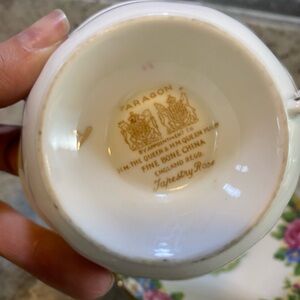 PARAGON
BY APPOINTMENT TO
H.M. THE QUEEN & H.M. QUEEN MARY
FINE BONE CHINA
ENGLAND REGD.
Tapestry Rose